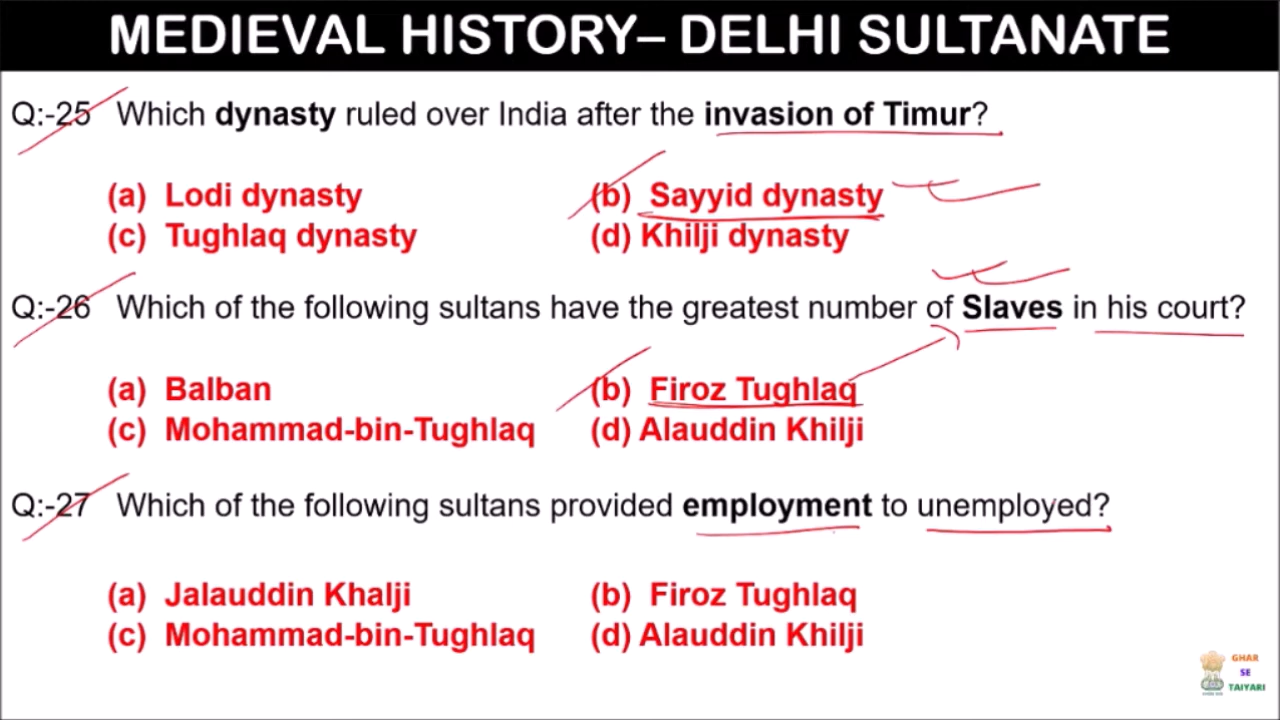 MEDIEVAL HISTORY– DELHI SULTANATE
Q:-25 Which dynasty ruled over India after the invasion of Timur?
(a) Lodi dynasty (b) Sayyid dynasty
(c) Tughlaq dynasty (d) Khilji dynasty
Q:-26 Which of the following sultans have the greatest number of Slaves in his court?
(a) Balban (b) Firoz Tughlaq
(c) Mohammad-bin-Tughlaq (d) Alauddin Khilji
Q:-27 Which of the following sultans provided employment to unemployed?
(a) Jalauddin Khalji (b) Firoz Tughlaq
(c) Mohammad-bin-Tughlaq (d) Alauddin Khilji
GHAR
SE
TAIYARI